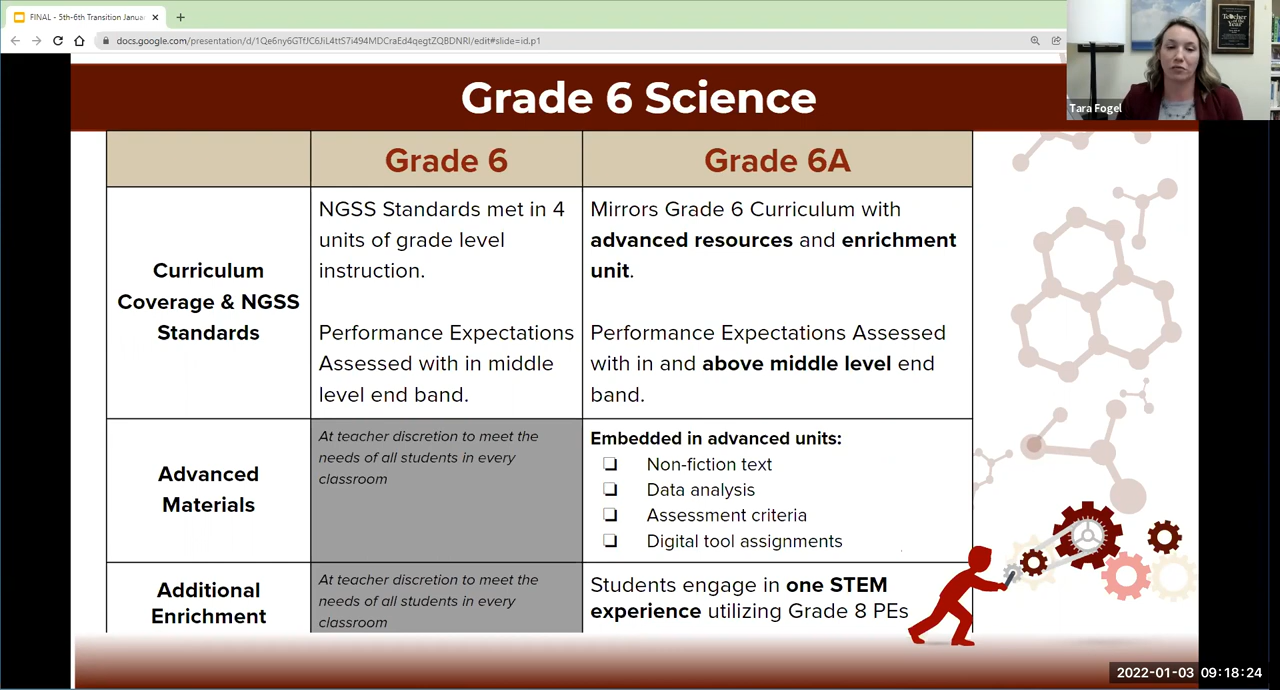 FINAL - 5th-6th Transition Janua
docs.google.com/presentation/d/1Qe6ny6GTfJC6JiL4ttS7i494MDCraEd4qegtZQBDNRI/edit#slide=id.p1
Teacher
of the
Year
Tara Fogel
Grade 6 Science
Grade 6
Grade 6A
Curriculum
Coverage & NGSS
Standards
NGSS Standards met in 4
units of grade level
instruction.
Performance Expectations
Assessed with in middle
level end band.
Mirrors Grade 6 Curriculum with
advanced resources and enrichment
unit.
Performance Expectations Assessed
with in and above middle level end
band.
Advanced
Materials
At teacher discretion to meet the
needs of all students in every
classroom
Embedded in advanced units:
❏ Non-fiction text
❏ Data analysis
❏ Assessment criteria
❏ Digital tool assignments
Additional
Enrichment
At teacher discretion to meet the
needs of all students in every
classroom
Students engage in one STEM
experience utilizing Grade 8 PEs
2022-01-03 09:18:24